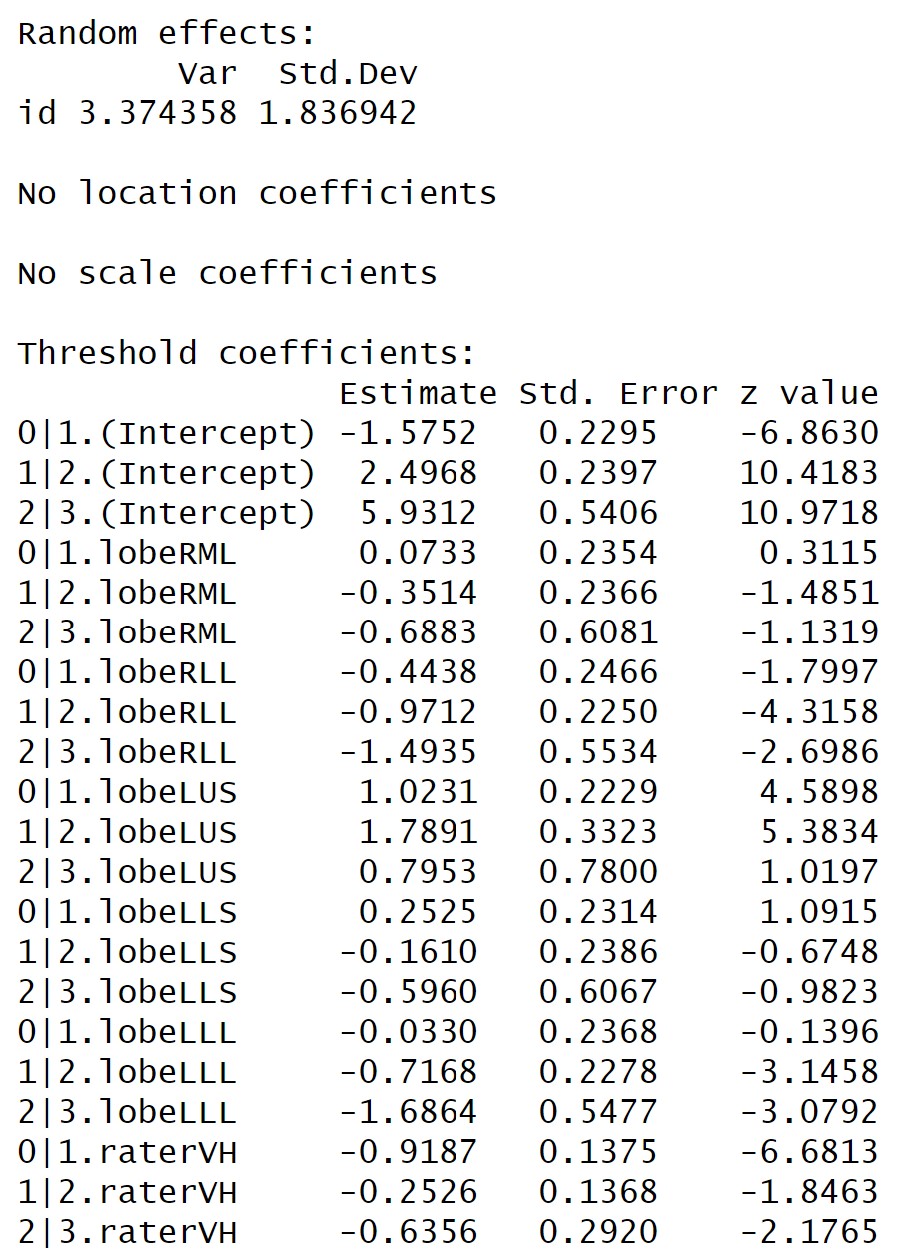 Random effects:
Var Std.Dev
id 3.374358 1.836942
No location coefficients
No scale coefficients
Threshold coefficients:
Estimate Std. Error z value
0|1.(Intercept) -1.5752 0.2295 -6.8630
1|2.(Intercept) 2.4968 0.2397 10.4183
2|3.(Intercept) 5.9312 0.5406 10.9718
0|1.lobeRML 0.0733 0.2354 0.3115
1|2.lobeRML -0.3514 0.2366 -1.4851
2|3.lobeRML -0.6883 0.6081 -1.1319
0|1.lobeRLL -0.4438 0.2466 -1.7997
1|2.lobeRLL -0.9712 0.2250 -4.3158
2|3.lobeRLL -1.4935 0.5534 -2.6986
0|1.lobeLUS 1.0231 0.2229 4.5898
1|2.lobeLUS 1.7891 0.3323 5.3834
2|3.lobeLUS 0.7953 0.7800 1.0197
0|1.lobeLLS 0.2525 0.2314 1.0915
1|2.lobeLLS -0.1610 0.2386 -0.6748
2|3.lobeLLS -0.5960 0.6067 -0.9823
0|1.lobeLLL -0.0330 0.2368 -0.1396
1|2.lobeLLL -0.7168 0.2278 -3.1458
2|3.lobeLLL -1.6864 0.5477 -3.0792
0|1.raterVH -0.9187 0.1375 -6.6813
1|2.raterVH -0.2526 0.1368 -1.8463
2|3.raterVH -0.6356 0.2920 -2.1765